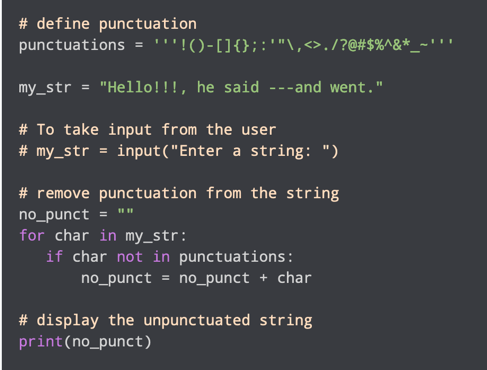 # define punctuation
punctuations = '''!()-[]{};:'"\,<>./?@#$%^&*_~'''
my_str = "Hello!!!, he said ---and went."
# To take input from the user
# my_str = input("Enter a string: ")
# remove punctuation from the string
no_punct = ""
for char in my_str:
   if char not in punctuations:
       no_punct = no_punct + char
# display the unpunctuated string
print(no_punct)